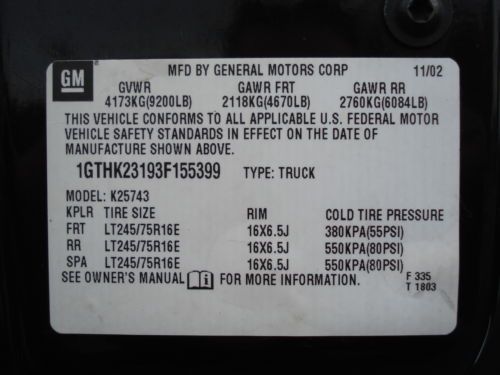 GM
MFD BY GENERAL MOTORS CORP 11/02
GVWR GAWR FRT GAWR RR
4173KG(9200LB) 2118KG(4670LB) 2760KG(6084LB)
THIS VEHICLE CONFORMS TO ALL APPLICABLE U.S. FEDERAL MOTOR
VEHICLE SAFETY STANDARDS IN EFFECT ON THE DATE OF
MANUFACTURE SHOWN ABOVE.
1GTHK23193F155399 TYPE: TRUCK
MODEL: K25743
KPLR TIRE SIZE RIM COLD TIRE PRESSURE
FRT LT245/75R16E 16X6.5J 380KPA(55PSI)
RR LT245/75R16E 16X6.5J 550KPA(80PSI)
SPA LT245/75R16E 16X6.5J 550KPA(80PSI)
SEE OWNER'S MANUAL i FOR MORE INFORMATION.
F 335
T 1803